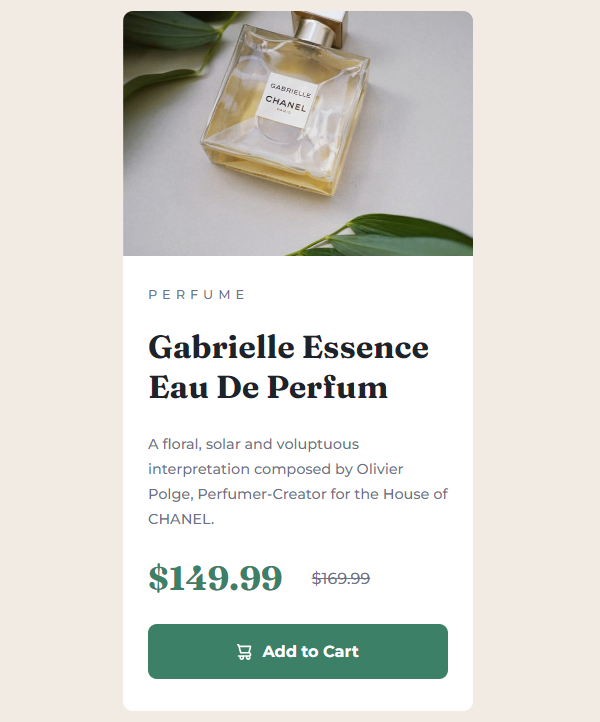 GABRIELLE
CHANEL
PARIS
PERFUME
Gabrielle Essence
Eau De Perfum
A floral, solar and voluptuous
interpretation composed by Olivier
Polge, Perfumer-Creator for the House of
CHANEL.
$149.99 $169.99
Add to Cart